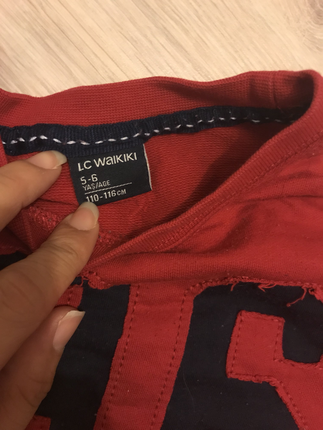 LC WAIKIKI
5-6
YAŞ/AGE
110-116CM